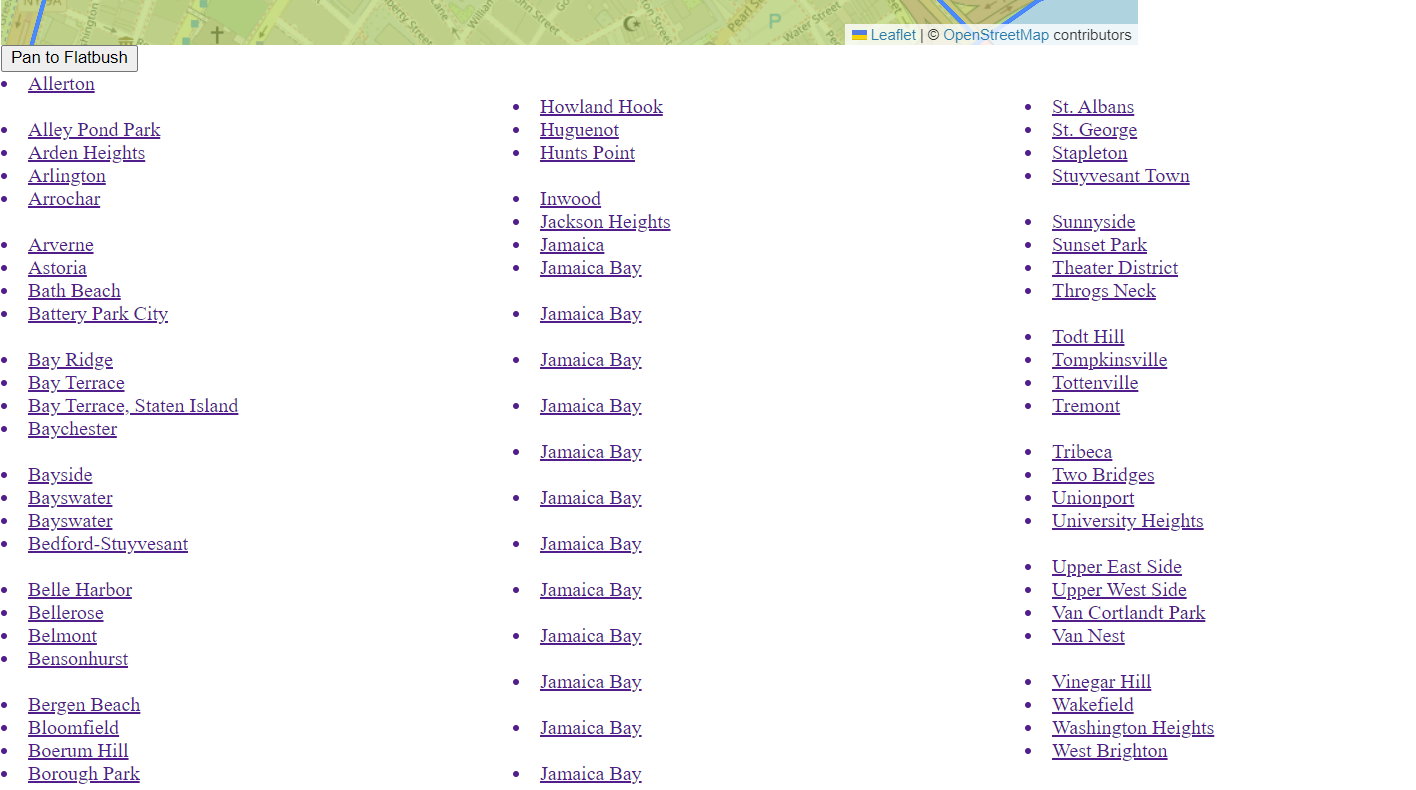 William
John Street
Pearl S
Water Street
P
Leaflet | © OpenStreetMap contributors
Pan to Flatbush
Allerton
Alley Pond Park
Arden Heights
Arlington
Arrochar
Arverne
Astoria
Bath Beach
Battery Park City
Bay Ridge
Bay Terrace
Bay Terrace, Staten Island
Baychester
Bayside
Bayswater
Bayswater
Bedford-Stuyvesant
Belle Harbor
Bellerose
Belmont
Bensonhurst
Bergen Beach
Bloomfield
Boerum Hill
Borough Park
Howland Hook
Huguenot
Hunts Point
Inwood
Jackson Heights
Jamaica
Jamaica Bay
Jamaica Bay
Jamaica Bay
Jamaica Bay
Jamaica Bay
Jamaica Bay
Jamaica Bay
Jamaica Bay
Jamaica Bay
Jamaica Bay
Jamaica Bay
Jamaica Bay
St. Albans
St. George
Stapleton
Stuyvesant Town
Sunnyside
Sunset Park
Theater District
Throgs Neck
Todt Hill
Tompkinsville
Tottenville
Tremont
Tribeca
Two Bridges
Unionport
University Heights
Upper East Side
Upper West Side
Van Cortlandt Park
Van Nest
Vinegar Hill
Wakefield
Washington Heights
West Brighton